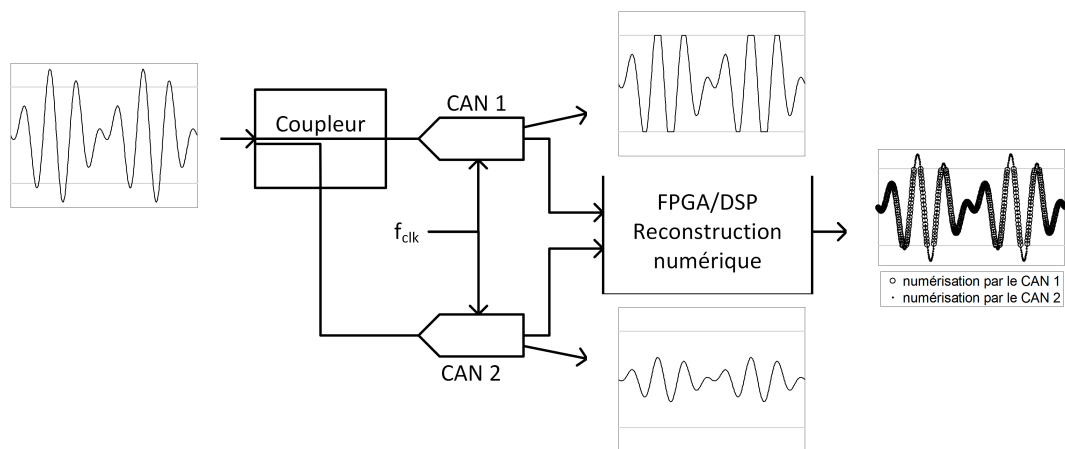 CAN 1
Coupleur
f_clk
FPGA/DSP
Reconstruction
numérique
numérisation par le CAN 1
numérisation par le CAN 2
CAN 2